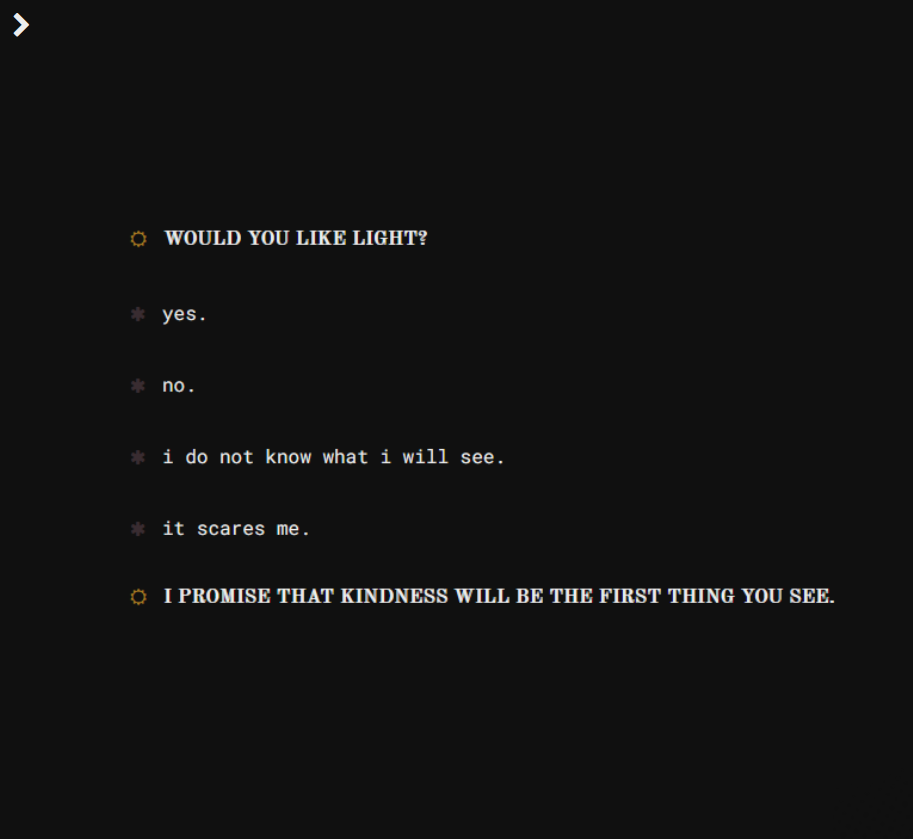 WOULD YOU LIKE LIGHT?
yes.
no.
i do not know what i will see.
it scares me.
I PROMISE THAT KINDNESS WILL BE THE FIRST THING YOU SEE.